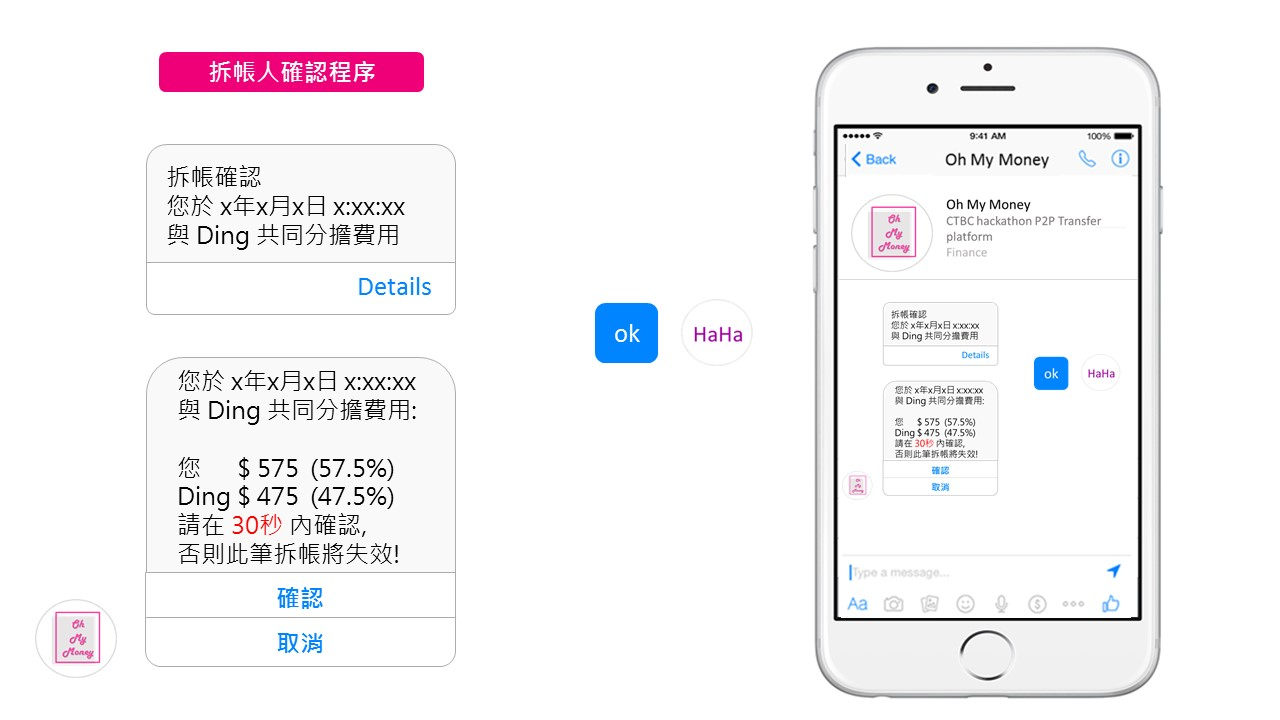 拆帳人確認程序
拆帳確認
您於 x年x月x日 x:xx:xx
與 Ding 共同分擔費用
Details
您於 x年x月x日 x:xx:xx
與 Ding 共同分擔費用:
您 $ 575 (57.5%)
Ding $ 475 (47.5%)
請在 30秒 內確認,
否則此筆拆帳將失效!
確認
取消
Oh
My
Money
ok
HaHa
9:41 AM
100%
Back
Oh My Money
Oh
My
Money
Oh My Money
CTBC hackathon P2P Transfer
platform
Finance
拆帳確認
您於 x年x月x日 x:xx:xx
與 Ding 共同分擔費用
Details
ok
HaHa
您於 x年x月x日 x:xx:xx
與 Ding 共同分擔費用:
您 $ 575 (57.5%)
Ding $ 475 (47.5%)
請在 30秒 內確認,
否則此筆拆帳將失效!
確認
取消
Oh
My
Money
Type a message...
Aa